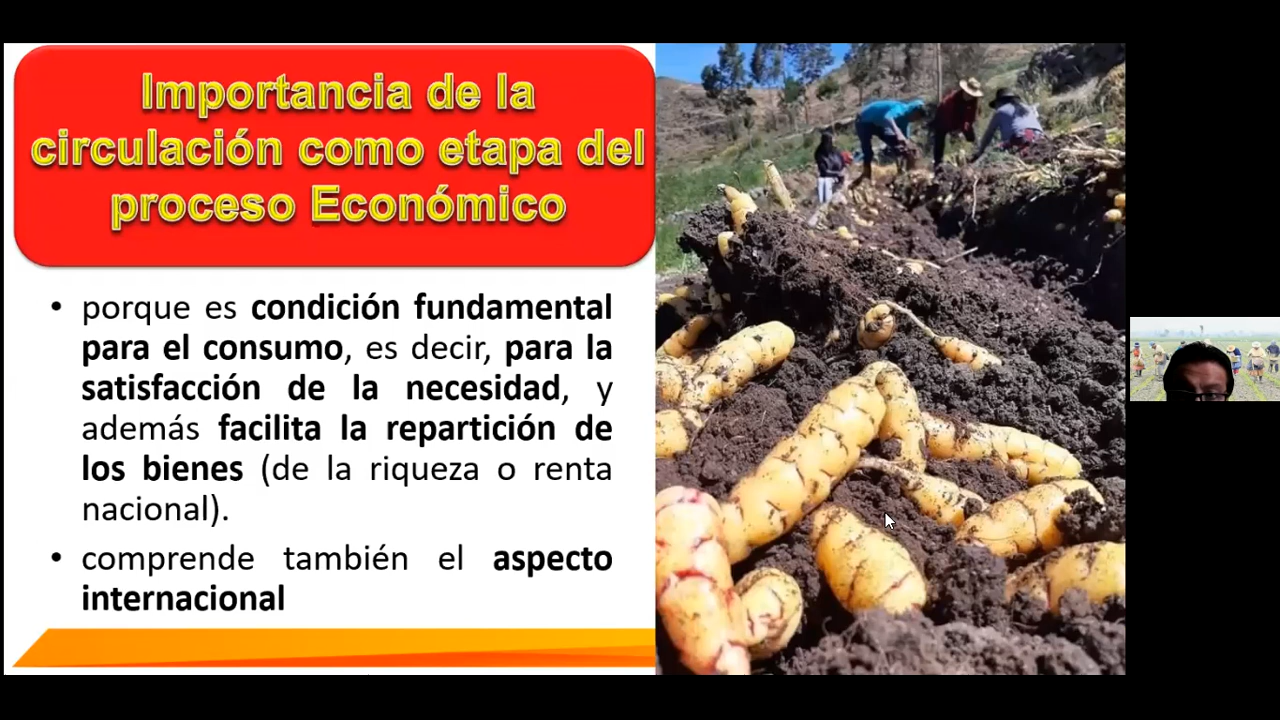 Importancia de la
circulación como etapa del
proceso Económico
• porque es condición fundamental
para el consumo, es decir, para la
satisfacción de la necesidad, y
además facilita la repartición de
los bienes (de la riqueza o renta
nacional).
• comprende también el aspecto
internacional